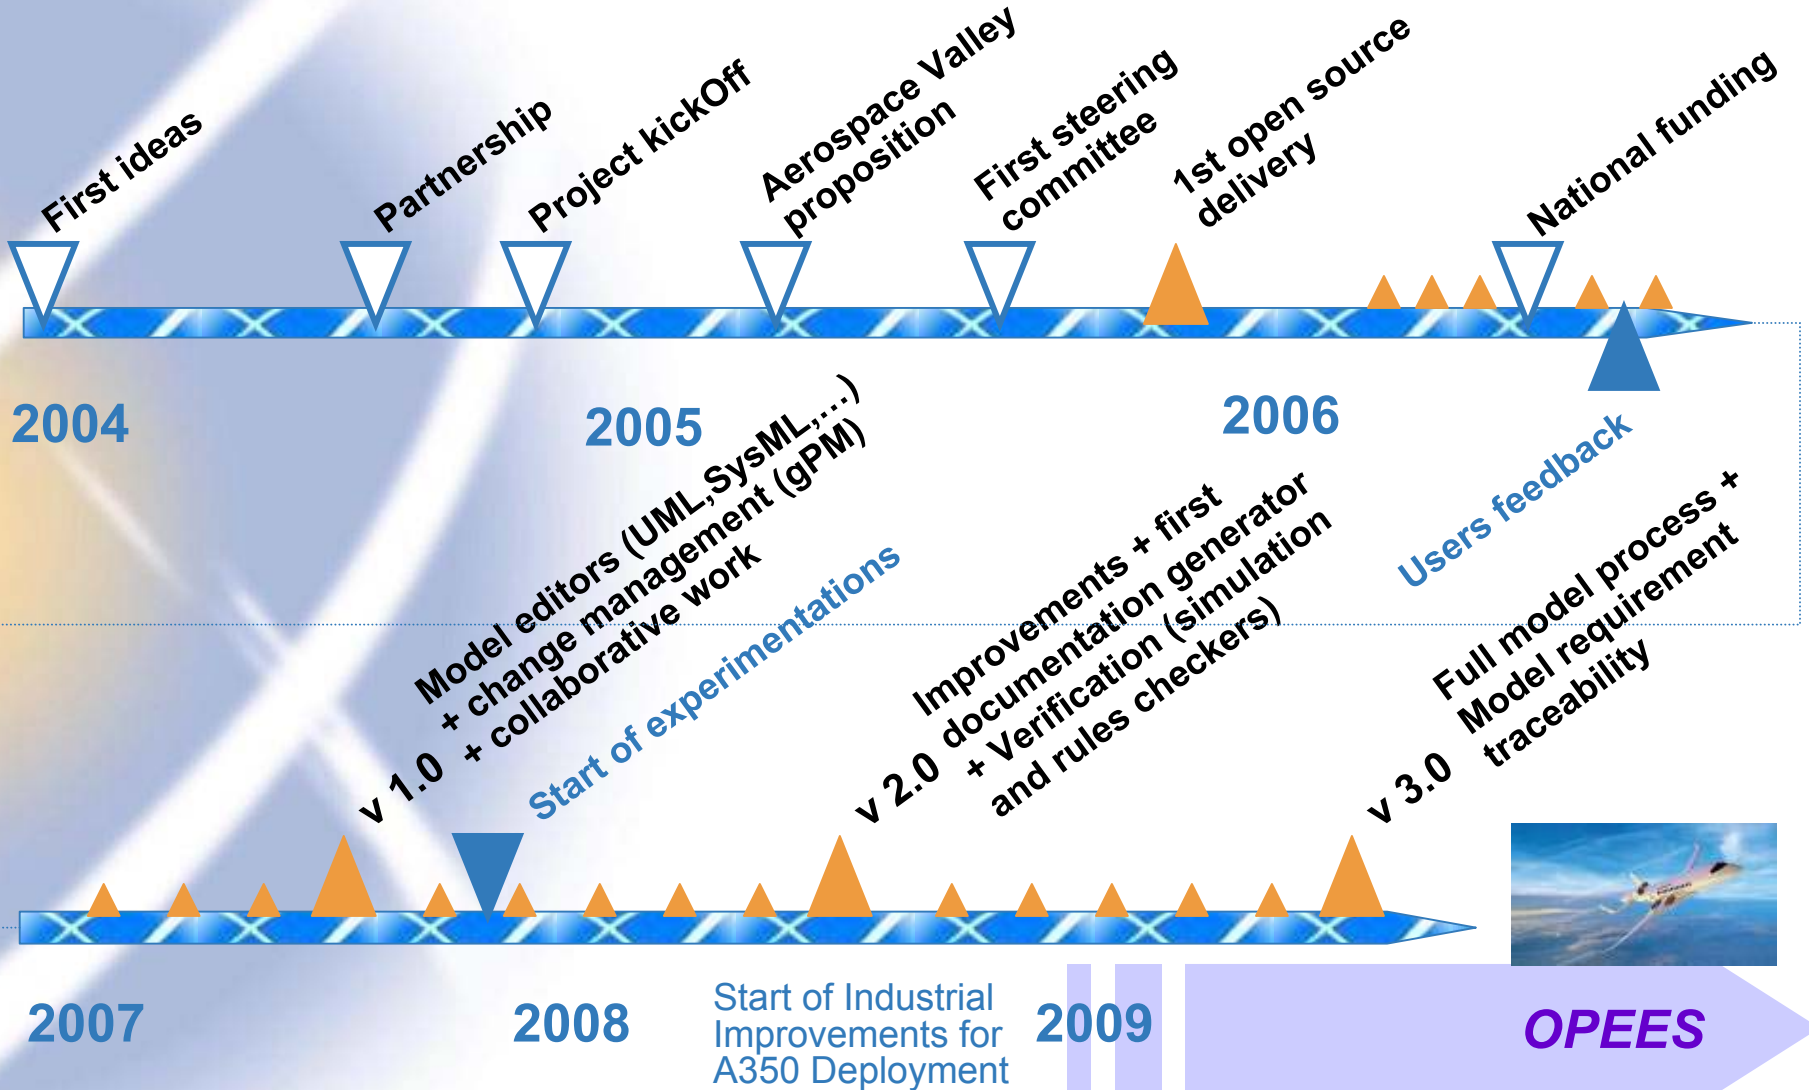 First ideas
Partnership
Project kickOff
Aerospace Valley
proposition
First steering
committee
1st open source
delivery
National funding
2004
2005
2006
Users feedback
v 1.0
Model editors (UML,SysML,…)
+ change management (gPM)
+ collaborative work
Start of experimentations
v 2.0
Improvements + first
documentation generator
+ Verification (simulation
and rules checkers)
v 3.0
Full model process +
Model requirement
traceability
2007
2008
Start of Industrial
Improvements for
A350 Deployment
2009
OPEES